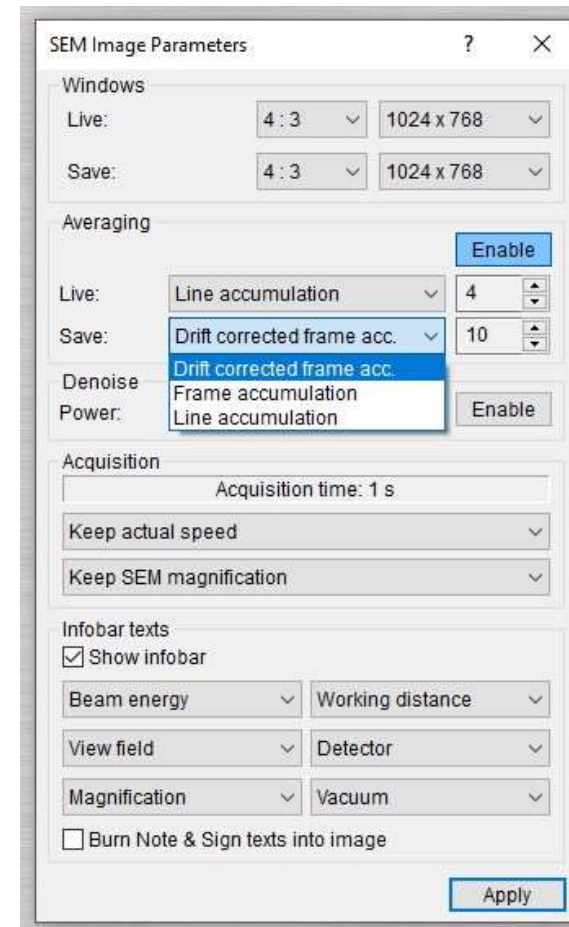 SEM Image Parameters ? ×
Windows
Live: 4 : 3 1024 x 768
Save: 4 : 3 1024 x 768
Averaging
Enable
Live: Line accumulation 4
Save: Drift corrected frame acc. 10
Drift corrected frame acc.
Frame accumulation
Line accumulation
Denoise
Power: Enable
Acquisition
Acquisition time: 1 s
Keep actual speed
Keep SEM magnification
Infobar texts
Show infobar
Beam energy Working distance
View field Detector
Magnification Vacuum
Burn Note & Sign texts into image
Apply